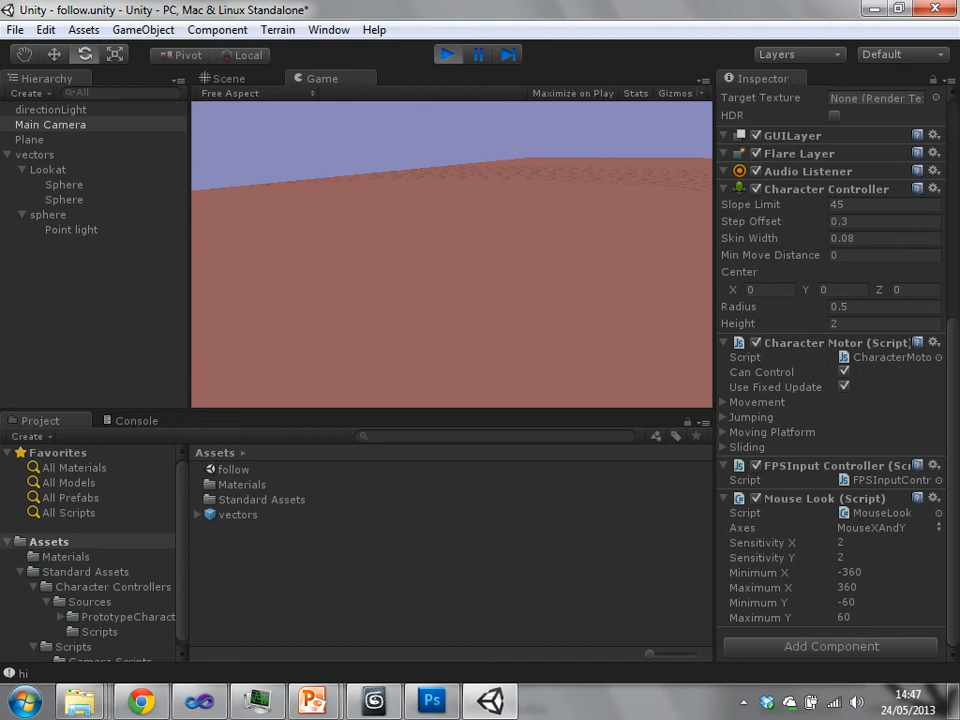 Unity - follow.unity - PC, Mac & Linux Standalone*
File Edit Assets GameObject Component Terrain Window Help
Pivot Local Layers Default
Hierarchy
Create All
directionLight
Main Camera
Plane
vectors
Lookat
Sphere
Sphere
sphere
Point light
Scene Game
Free Aspect Maximize on Play Stats Gizmos
Inspector
Target Texture None (Render Te
HDR
GUILayer
Flare Layer
Audio Listener
Character Controller
Slope Limit 45
Step Offset 0.3
Skin Width 0.08
Min Move Distance 0
Center
X 0 Y 0 Z 0
Radius 0.5
Height 2
Character Motor (Script)
Script CharacterMoto
Can Control
Use Fixed Update
Movement
Jumping
Moving Platform
Sliding
FPSInput Controller (Scri
Script FPSInputContr
Mouse Look (Script)
Script MouseLook
Axes MouseXAndY
Sensitivity X 2
Sensitivity Y 2
Minimum X -360
Maximum X 360
Minimum Y -60
Maximum Y 60
Add Component
Project Console
Create
Favorites
All Materials
All Models
All Prefabs
All Scripts
Assets
Materials
Standard Assets
Character Controllers
Sources
PrototypeCharact
Scripts
Scripts
Camera Scripts
Assets
follow
Materials
Standard Assets
vectors
hi
Ps
14:47
24/05/2013